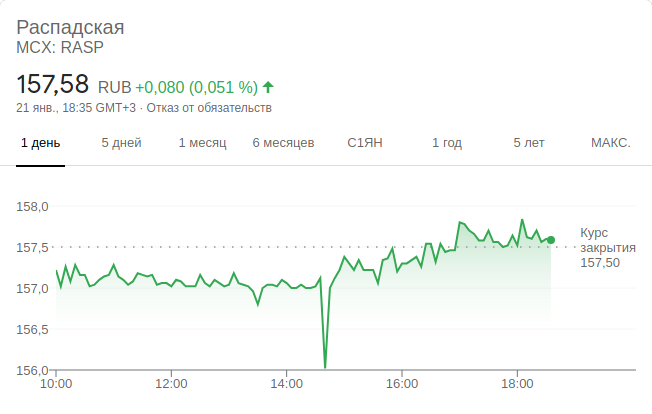 Распадская
MCX: RASP
157,58 RUB +0,080 (0,051 %) ↑
21 янв., 18:35 GMT+3 · Отказ от обязательств
1 день 5 дней 1 месяц 6 месяцев С1ЯН 1 год 5 лет МАКС.
158,0
157,5
157,0
156,5
156,0
Курс
закрытия
157,50
10:00 12:00 14:00 16:00 18:00